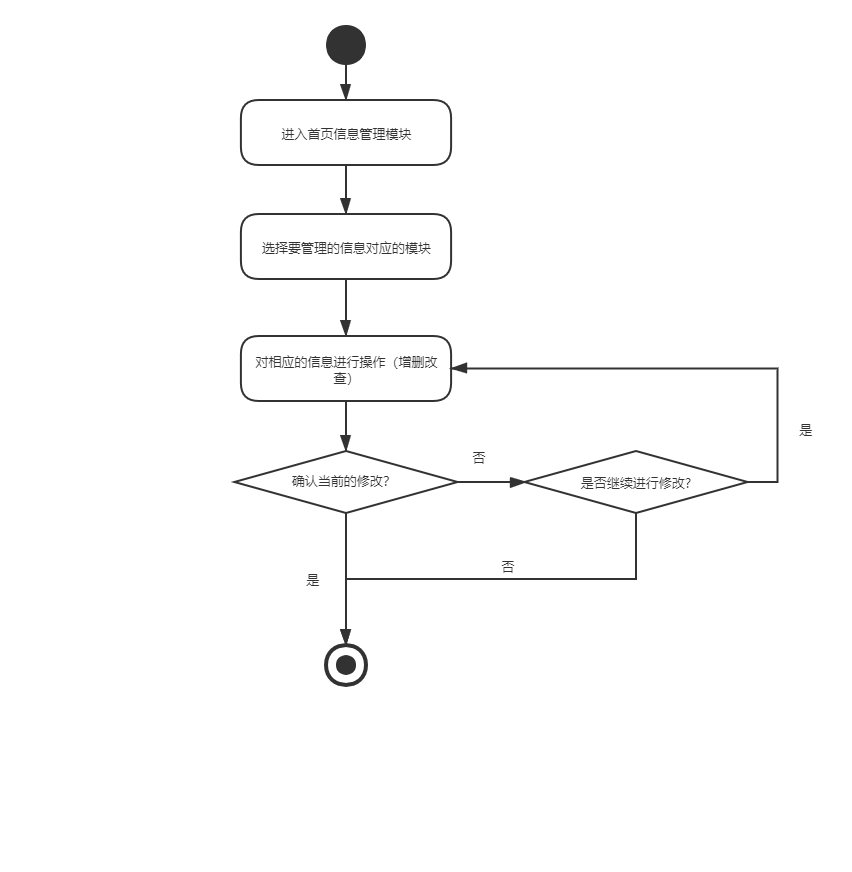 进入首页信息管理模块
选择要管理的信息对应的模块
对相应的信息进行操作（增删改
查）
是
否
确认当前的修改？
是否继续进行修改？
否
是